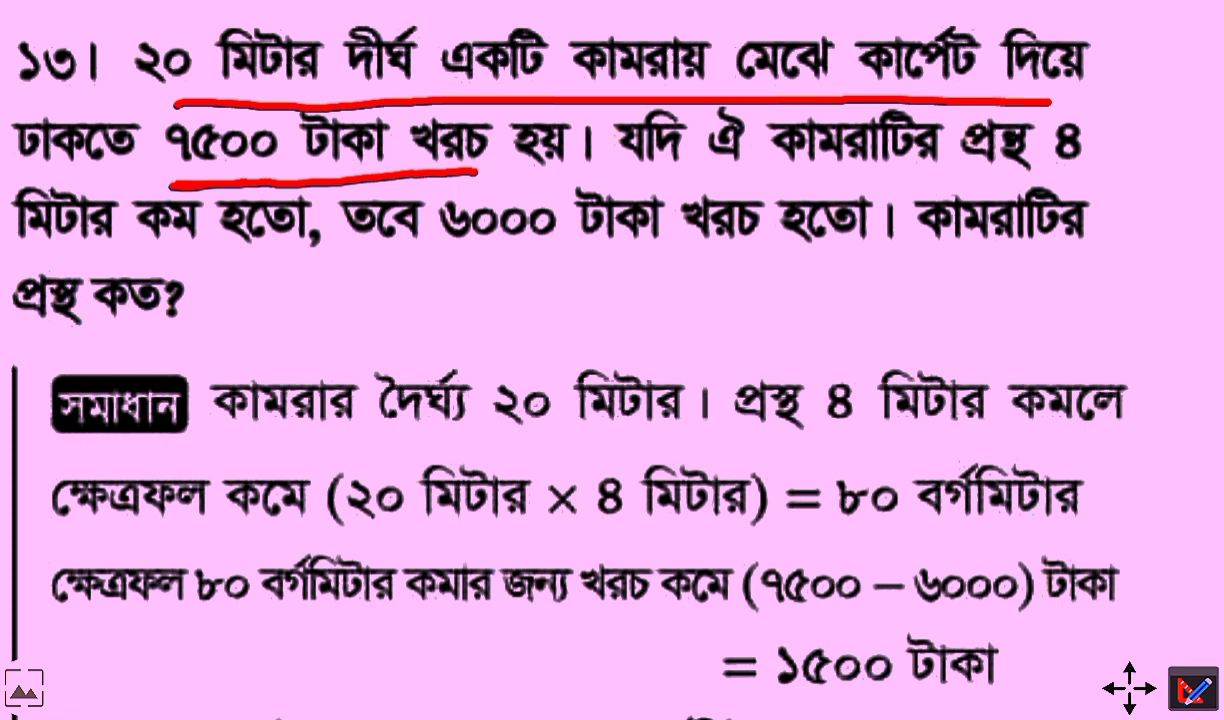 ১৩। ২০ মিটার দীর্ঘ একটি কামরায় মেঝে কার্পেট দিয়ে
ঢাকতে ৭৫০০ টাকা খরচ হয়। যদি ঐ কামরাটির প্রন্থ ৪
মিটার কম হতো, তবে ৬০০০ টাকা খরচ হতো। কামরাটির
প্রস্থ কত?
সমাধান কামরার দৈর্ঘ্য ২০ মিটার। প্রস্থ ৪ মিটার কমলে
ক্ষেত্রফল কমে (২০ মিটার × ৪ মিটার) = ৮০ বর্গমিটার
ক্ষেত্রফল ৮০ বর্গমিটার কমার জন্য খরচ কমে (৭৫০০ – ৬০০০) টাকা
= ১৫০০ টাকা